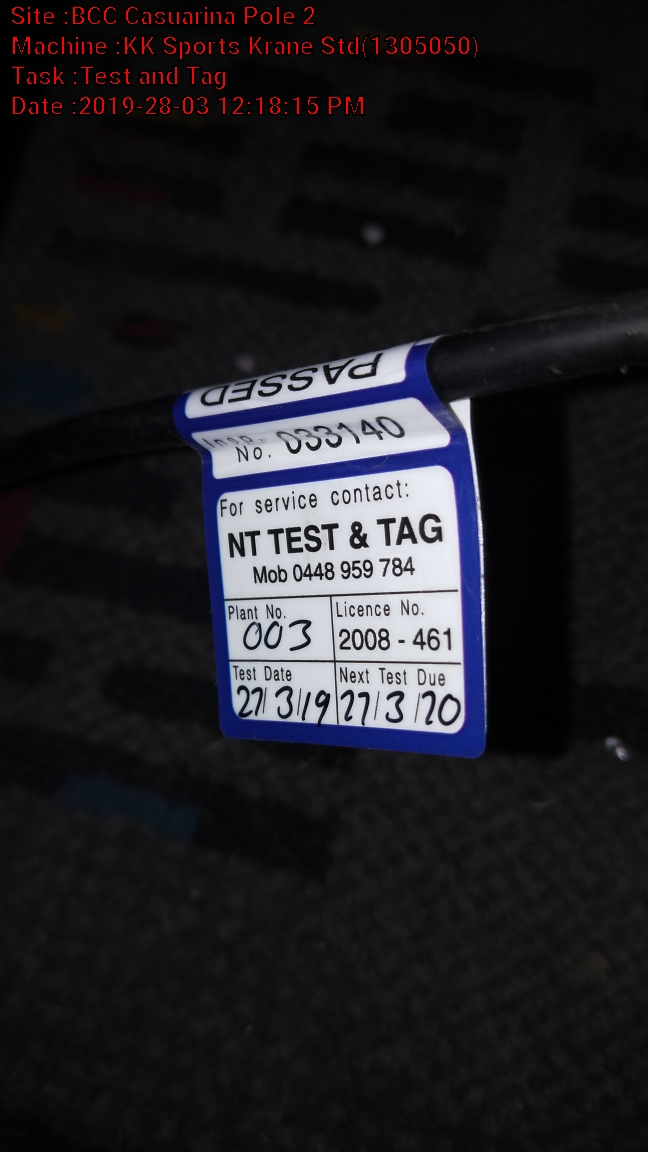 Site :BCC Casuarina Pole 2
Machine :KK Sports Krane Std(1305050)
Task :Test and Tag
Date :2019-28-03 12:18:15 PM
PASSED
Insp. No. 033140
For service contact:
NT TEST & TAG
Mob 0448 959 784
Plant No. Licence No.
003 2008 - 461
Test Date Next Test Due
27/3/19 27/3/20